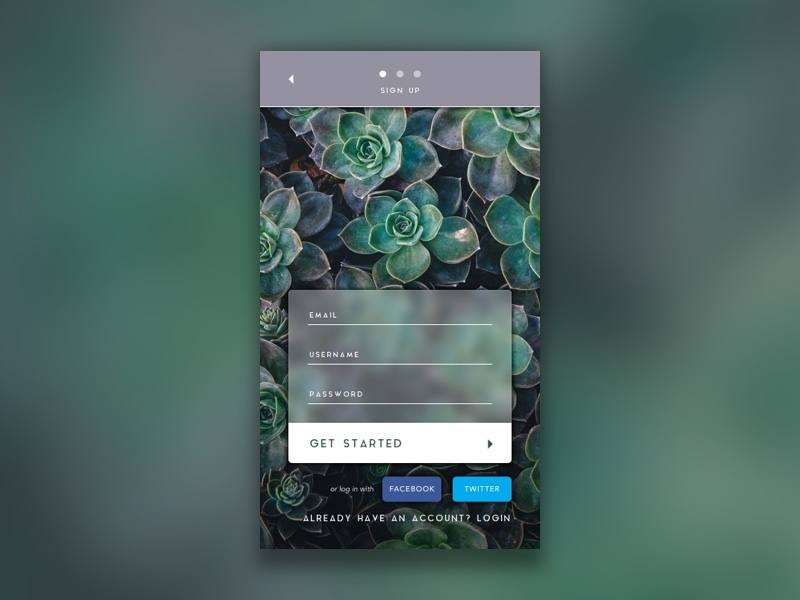 SIGN UP
EMAIL
USERNAME
PASSWORD
GET STARTED
or log in with FACEBOOK TWITTER
ALREADY HAVE AN ACCOUNT? LOGIN